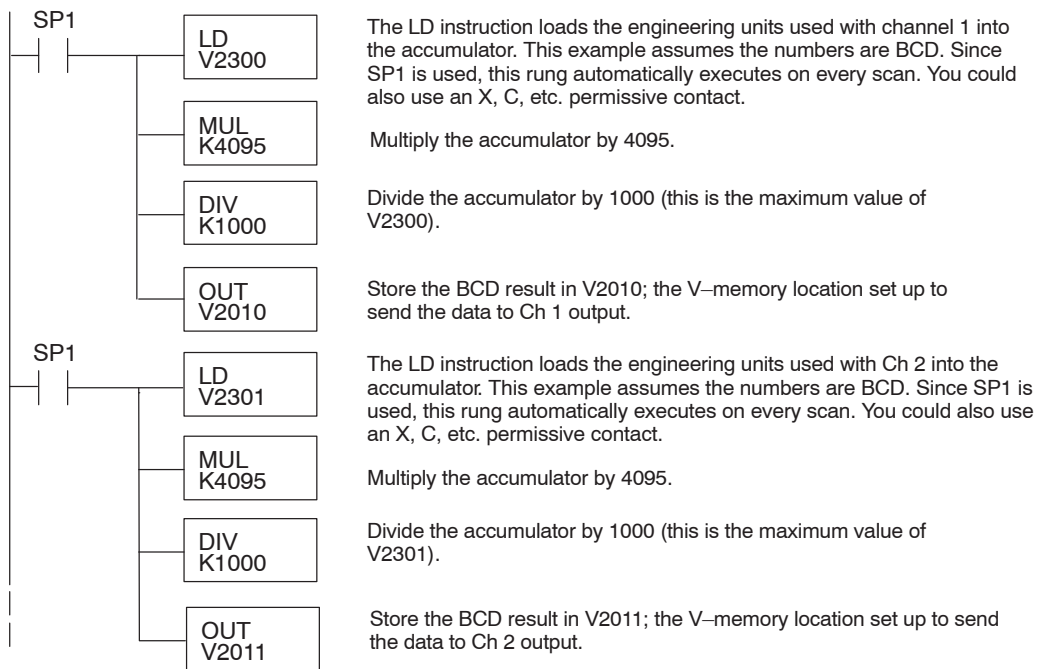 SP1
LD
V2300
The LD instruction loads the engineering units used with channel 1 into
the accumulator. This example assumes the numbers are BCD. Since
SP1 is used, this rung automatically executes on every scan. You could
also use an X, C, etc. permissive contact.
MUL
K4095
Multiply the accumulator by 4095.
DIV
K1000
Divide the accumulator by 1000 (this is the maximum value of
V2300).
OUT
V2010
Store the BCD result in V2010; the V–memory location set up to
send the data to Ch 1 output.
SP1
LD
V2301
The LD instruction loads the engineering units used with Ch 2 into the
accumulator. This example assumes the numbers are BCD. Since SP1 is
used, this rung automatically executes on every scan. You could also use
an X, C, etc. permissive contact.
MUL
K4095
Multiply the accumulator by 4095.
DIV
K1000
Divide the accumulator by 1000 (this is the maximum value of
V2301).
OUT
V2011
Store the BCD result in V2011; the V–memory location set up to send
the data to Ch 2 output.